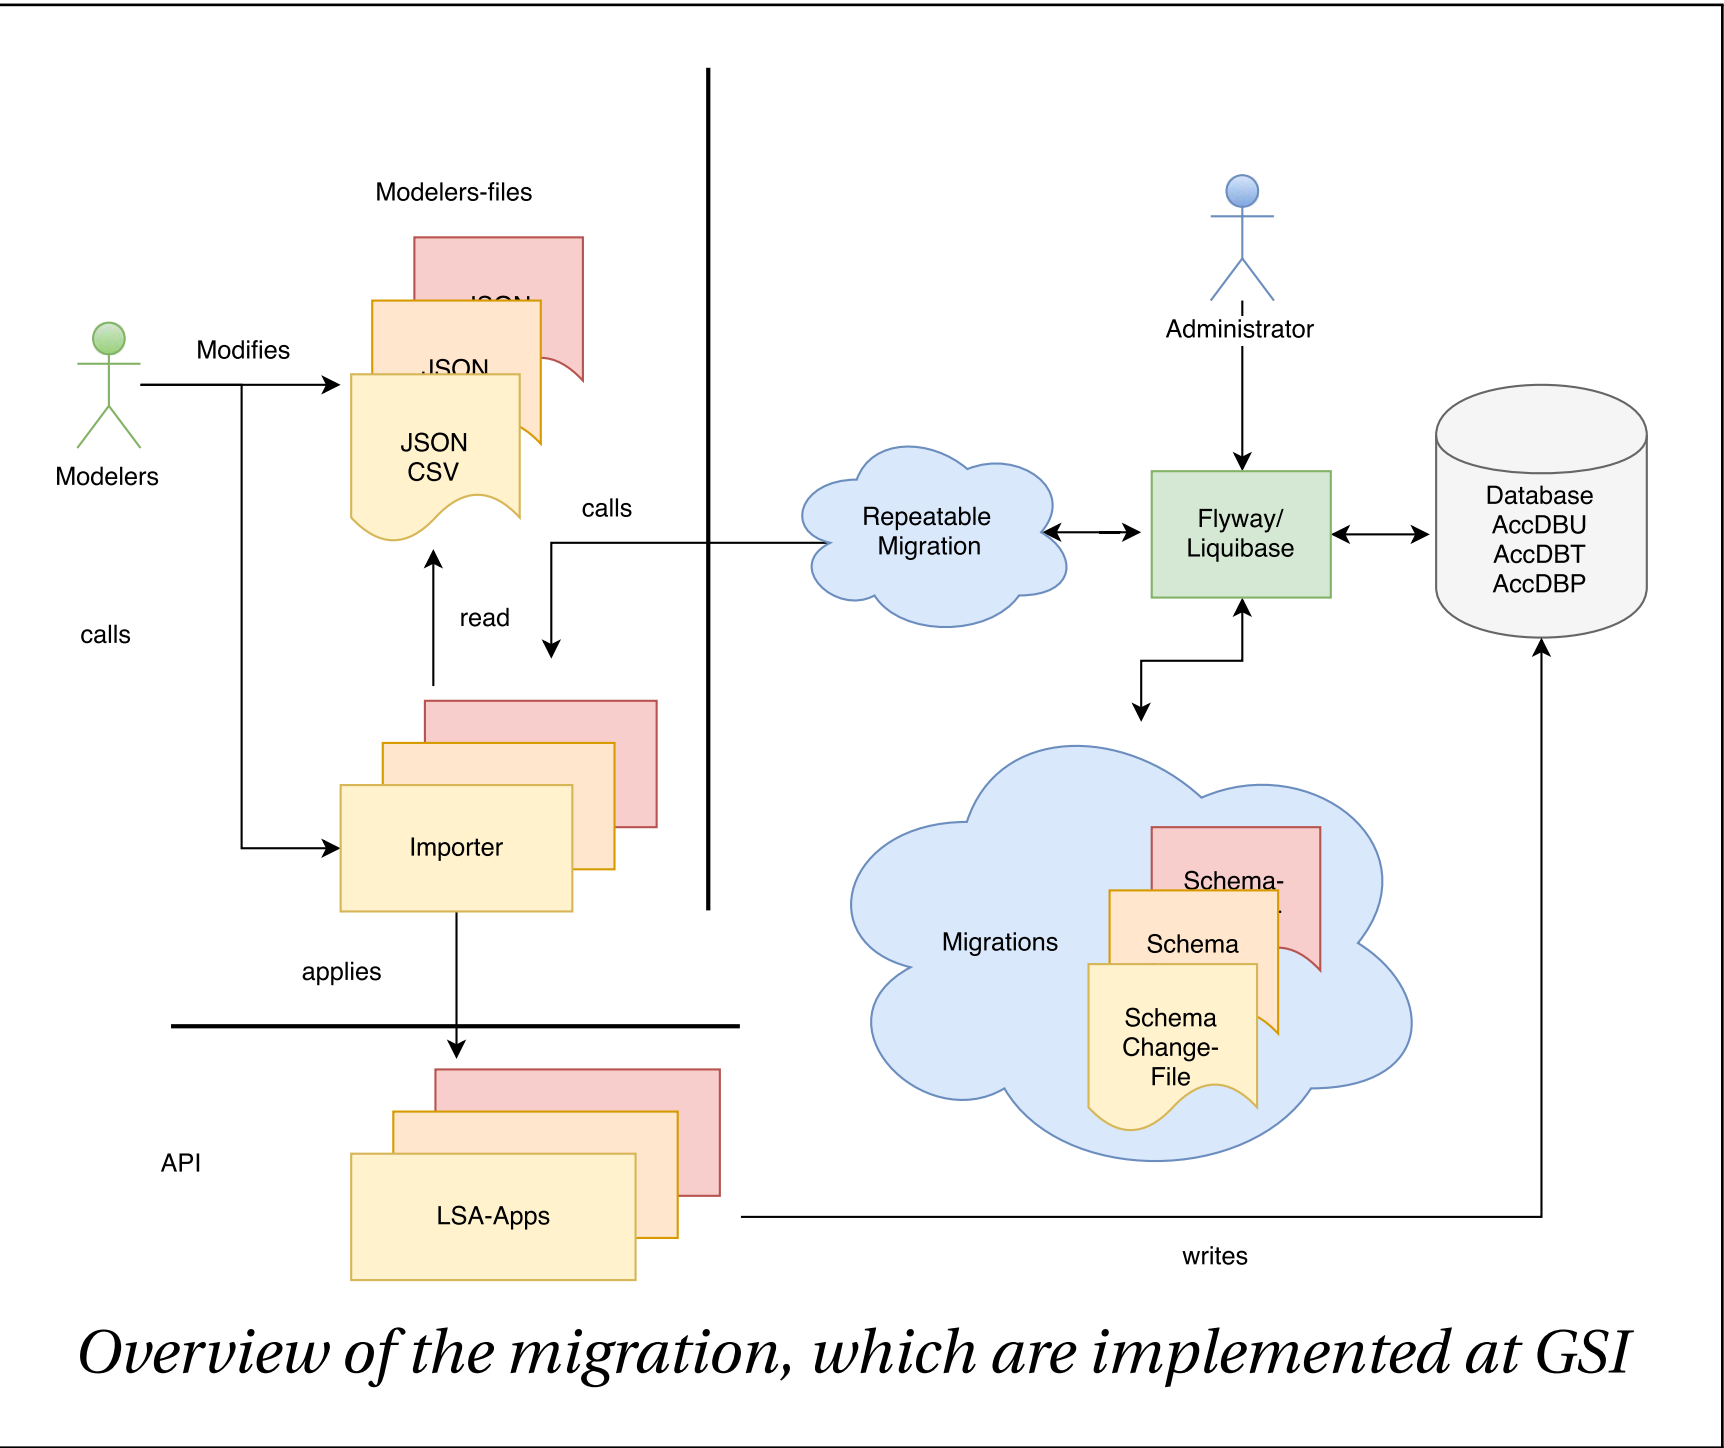 Modelers-files
JSON
JSON
JSON
CSV
Modifies
Modelers
calls
read
calls
Importer
applies
API
LSA-Apps
Administrator
Repeatable
Migration
Flyway/
Liquibase
Database
AccDBU
AccDBT
AccDBP
Migrations
Schema-
Schema
Schema
Change-
File
writes
Overview of the migration, which are implemented at GSI